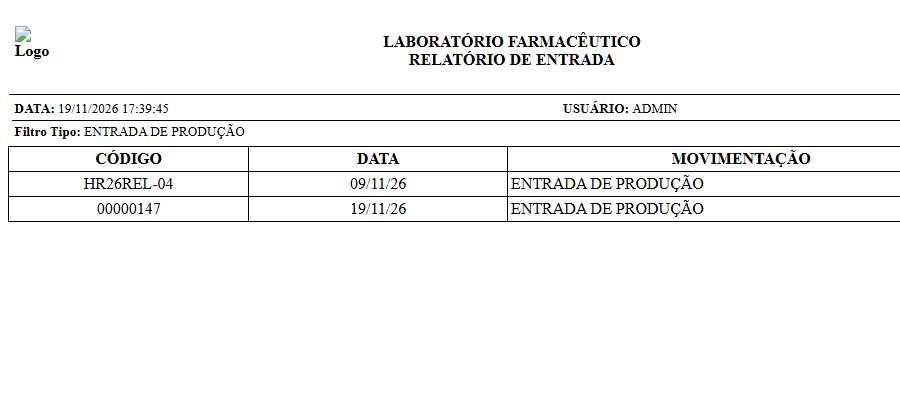 Logo
LABORATÓRIO FARMACÊUTICO
RELATÓRIO DE ENTRADA
DATA: 19/11/2026 17:39:45 USUÁRIO: ADMIN
Filtro Tipo: ENTRADA DE PRODUÇÃO
CÓDIGO DATA MOVIMENTAÇÃO
HR26REL-04 09/11/26 ENTRADA DE PRODUÇÃO
00000147 19/11/26 ENTRADA DE PRODUÇÃO